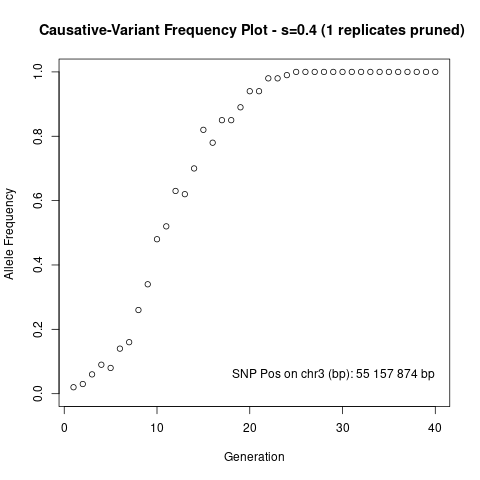 Causative-Variant Frequency Plot - s=0.4 (1 replicates pruned)
Allele Frequency
1.0
0.8
0.6
0.4
0.2
0.0
SNP Pos on chr3 (bp): 55 157 874 bp
0 10 20 30 40
Generation